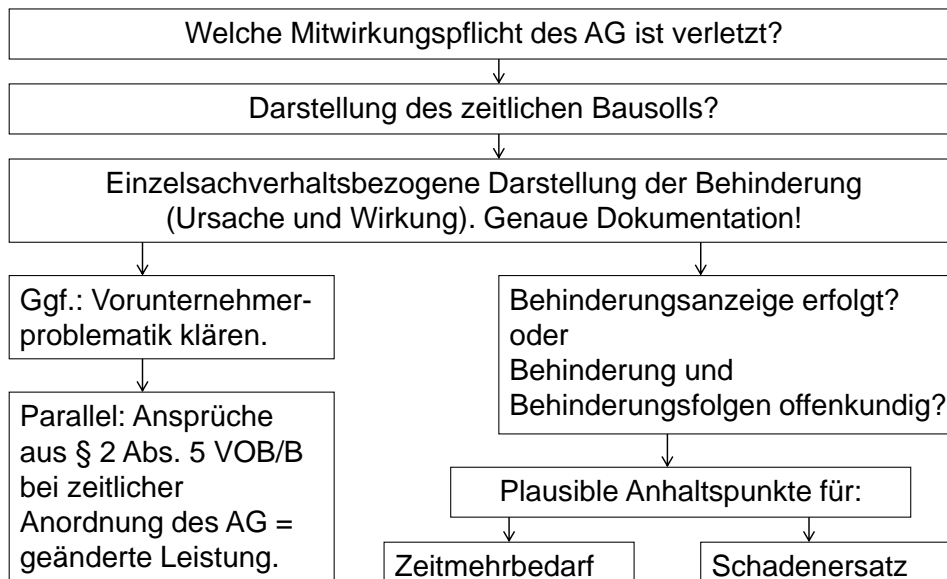 Welche Mitwirkungspflicht des AG ist verletzt?
Darstellung des zeitlichen Bausolls?
Einzelsachverhaltsbezogene Darstellung der Behinderung
(Ursache und Wirkung). Genaue Dokumentation!
Ggf.: Vorunternehmer-
problematik klären.
Parallel: Ansprüche
aus § 2 Abs. 5 VOB/B
bei zeitlicher
Anordnung des AG =
geänderte Leistung.
Behinderungsanzeige erfolgt?
oder
Behinderung und
Behinderungsfolgen offenkundig?
Plausible Anhaltspunkte für:
Zeitmehrbedarf
Schadenersatz